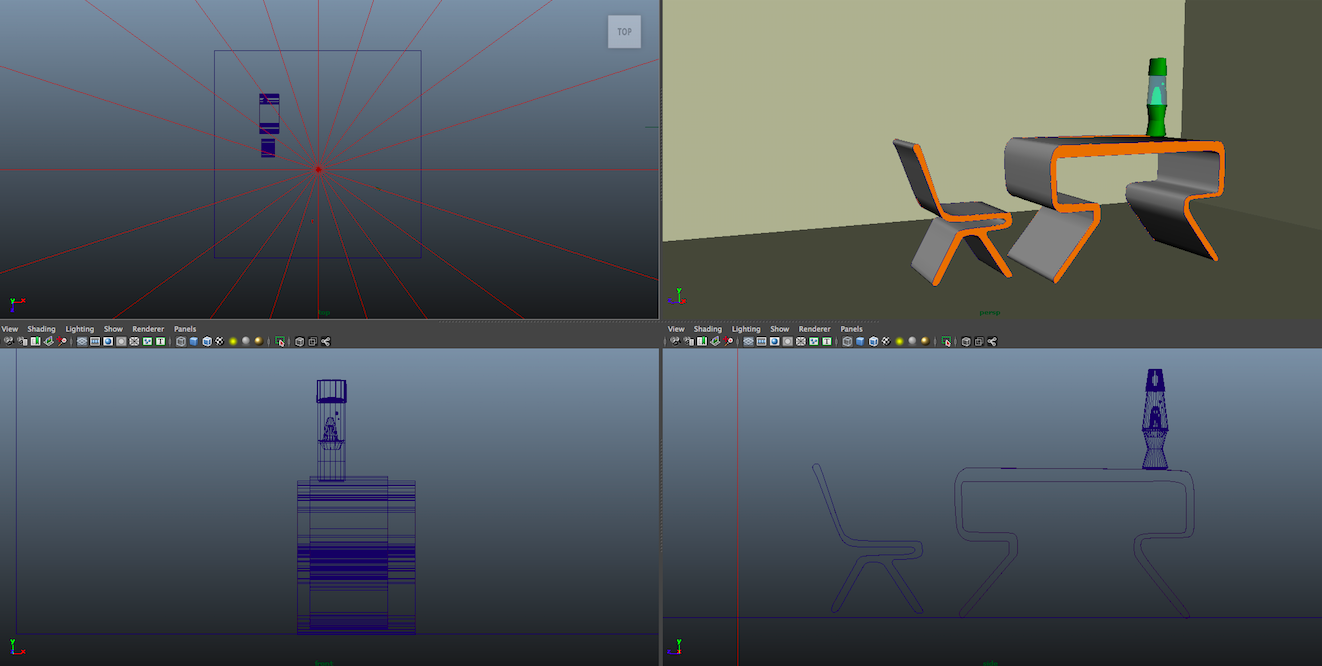 TOP
top
persp
View Shading Lighting Show Renderer Panels
View Shading Lighting Show Renderer Panels
front
side